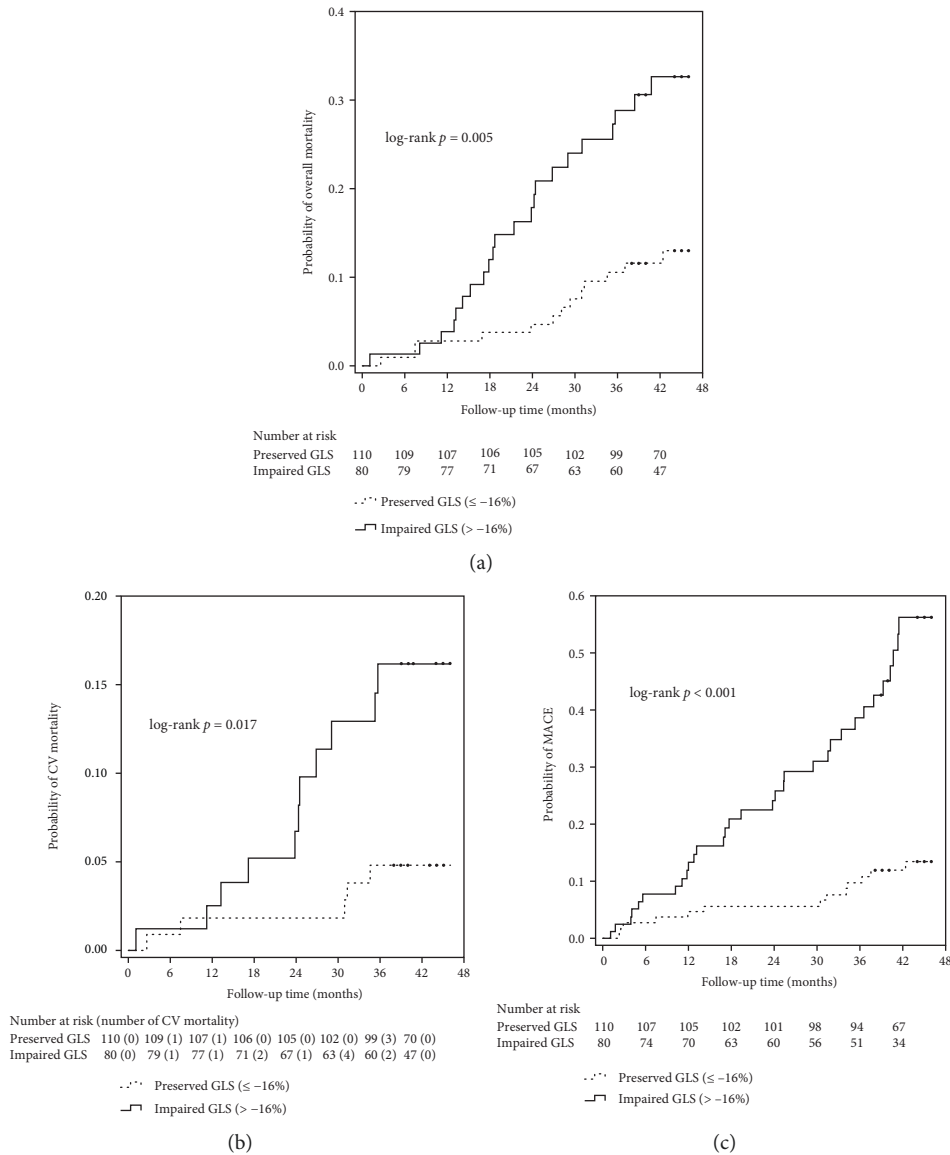 0.4
0.3
0.2
0.1
0.0
Probability of overall mortality
log-rank p = 0.005
0 6 12 18 24 30 36 42 48
Follow-up time (months)
Number at risk
Preserved GLS 110 109 107 106 105 102 99 70
Impaired GLS 80 79 77 71 67 63 60 47
Preserved GLS (≤ −16%)
Impaired GLS (> −16%)
(a)
0.20
0.15
0.10
0.05
0.00
Probability of CV mortality
log-rank p = 0.017
0 6 12 18 24 30 36 42 48
Follow-up time (months)
Number at risk (number of CV mortality)
Preserved GLS 110 (0) 109 (1) 107 (1) 106 (0) 105 (0) 102 (0) 99 (3) 70 (0)
Impaired GLS 80 (0) 79 (1) 77 (1) 71 (2) 67 (1) 63 (4) 60 (2) 47 (0)
Preserved GLS (≤ −16%)
Impaired GLS (> −16%)
(b)
0.6
0.5
0.4
0.3
0.2
0.1
0.0
Probability of MACE
log-rank p < 0.001
0 6 12 18 24 30 36 42 48
Follow-up time (months)
Number at risk
Preserved GLS 110 107 105 102 101 98 94 67
Impaired GLS 80 74 70 63 60 56 51 34
Preserved GLS (≤ −16%)
Impaired GLS (> −16%)
(c)